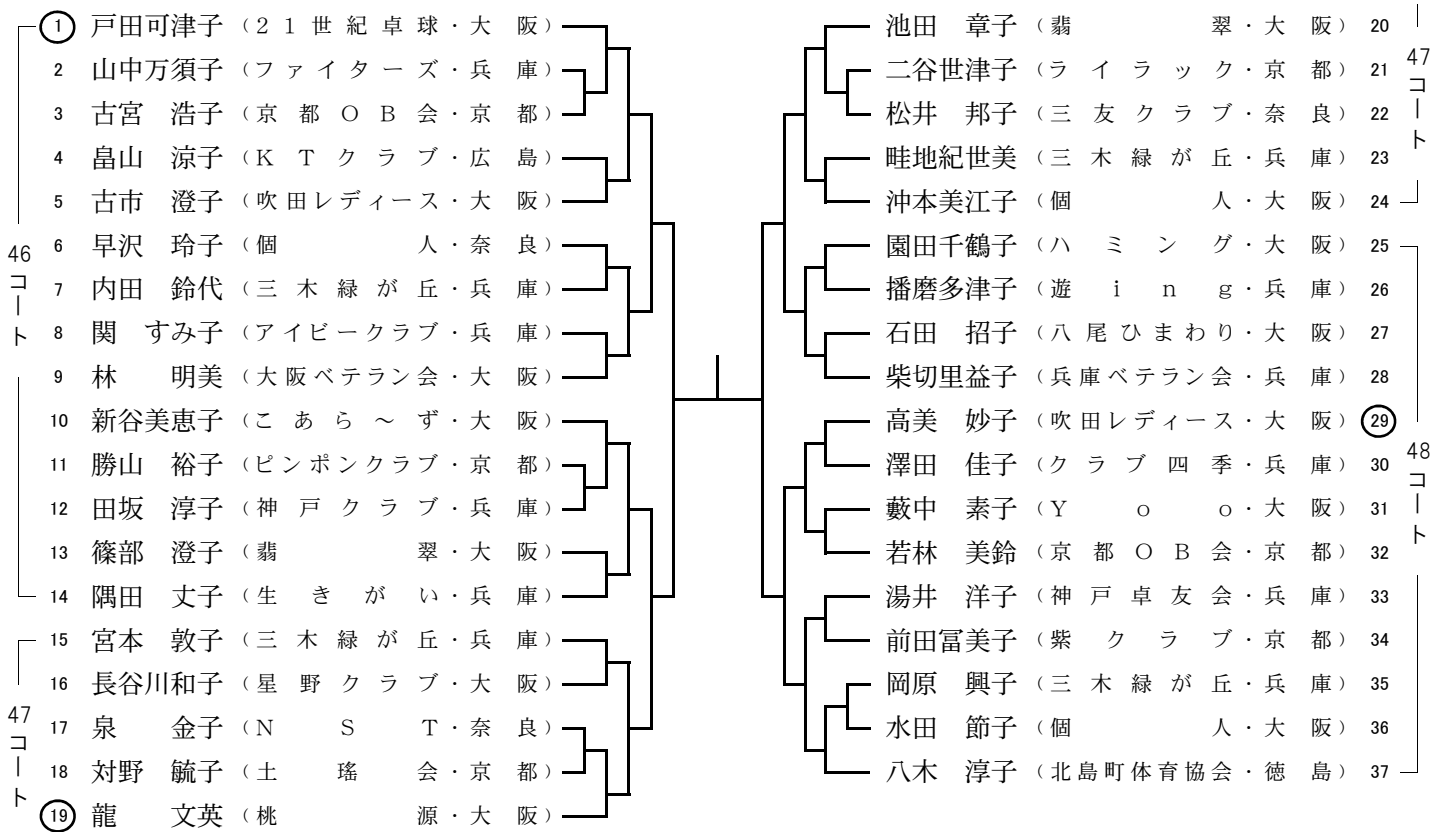 1 戸田可津子 (21世紀卓球・大阪)
2 山中万須子 (ファイターズ・兵庫)
3 古宮 浩子 (京都OB会・京都)
4 畠山 涼子 (KTクラブ・広島)
5 古市 澄子 (吹田レディース・大阪)
6 早沢 玲子 (個人・奈良)
7 内田 鈴代 (三木緑が丘・兵庫)
8 関 すみ子 (アイビークラブ・兵庫)
9 林 明美 (大阪ベテラン会・大阪)
10 新谷美恵子 (こあら~ず・大阪)
11 勝山 裕子 (ピンポンクラブ・京都)
12 田坂 淳子 (神戸クラブ・兵庫)
13 篠部 澄子 (翡翠・大阪)
14 隅田 丈子 (生きがい・兵庫)
46コート
15 宮本 敦子 (三木緑が丘・兵庫)
16 長谷川和子 (星野クラブ・大阪)
17 泉 金子 (NST・奈良)
18 対野 毓子 (土瑤会・京都)
19 龍 文英 (桃源・大阪)
47コート
池田 章子 (翡翠・大阪) 20
二谷世津子 (ライラック・京都) 21
松井 邦子 (三友クラブ・奈良) 22
畦地紀世美 (三木緑が丘・兵庫) 23
沖本美江子 (個人・大阪) 24
47コート
園田千鶴子 (ハミング・大阪) 25
播磨多津子 (遊ing・兵庫) 26
石田 招子 (八尾ひまわり・大阪) 27
柴切里益子 (兵庫ベテラン会・兵庫) 28
高美 妙子 (吹田レディース・大阪) 29
澤田 佳子 (クラブ四季・兵庫) 30
藪中 素子 (Yoo・大阪) 31
若林 美鈴 (京都OB会・京都) 32
湯井 洋子 (神戸卓友会・兵庫) 33
前田冨美子 (紫クラブ・京都) 34
岡原 興子 (三木緑が丘・兵庫) 35
水田 節子 (個人・大阪) 36
八木 淳子 (北島町体育協会・徳島) 37
48コート